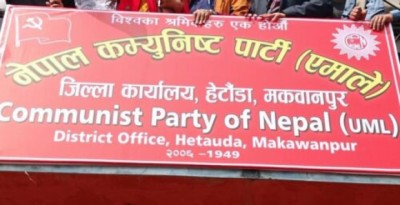 विश्वका श्रमिकहरु एक होऔं
नेपाल कम्युनिष्ट पार्टी (एमाले)
जिल्ला कार्यालय, हेटौडा, मकवानपुर
Communist Party of Nepal (UML)
District Office, Hetauda, Makawanpur
२००६ -1949